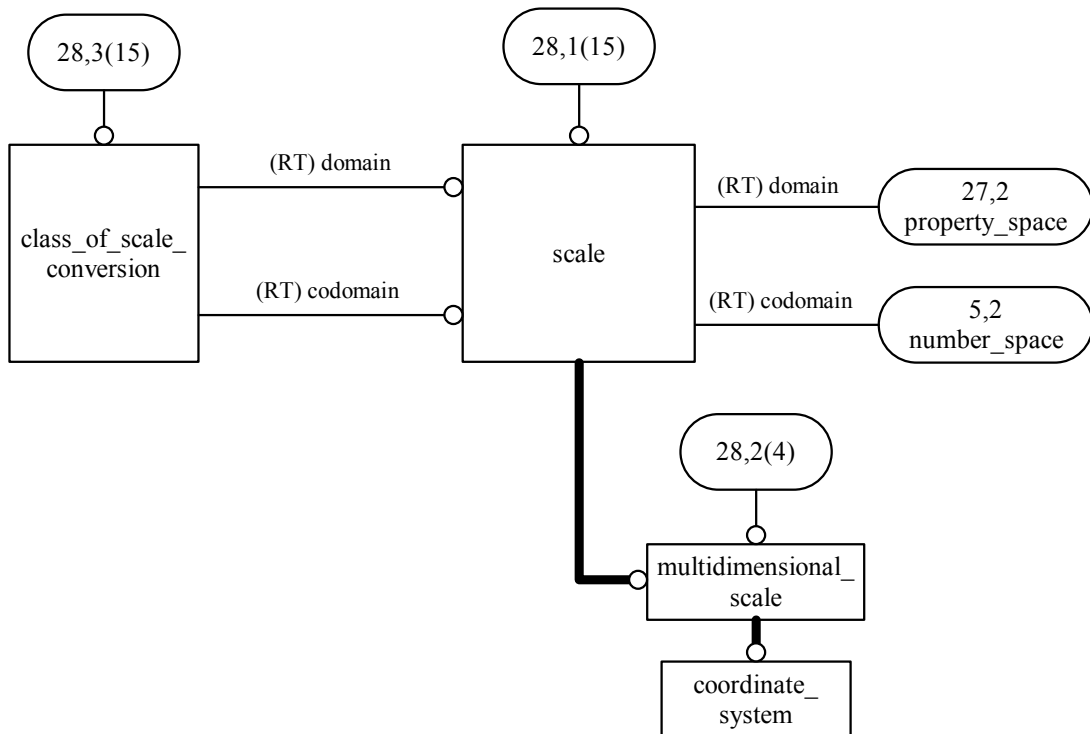 28,3(15)
28,1(15)
class_of_scale_
conversion
(RT) domain
(RT) codomain
scale
(RT) domain
(RT) codomain
27,2
property_space
5,2
number_space
28,2(4)
multidimensional_
scale
coordinate_
system